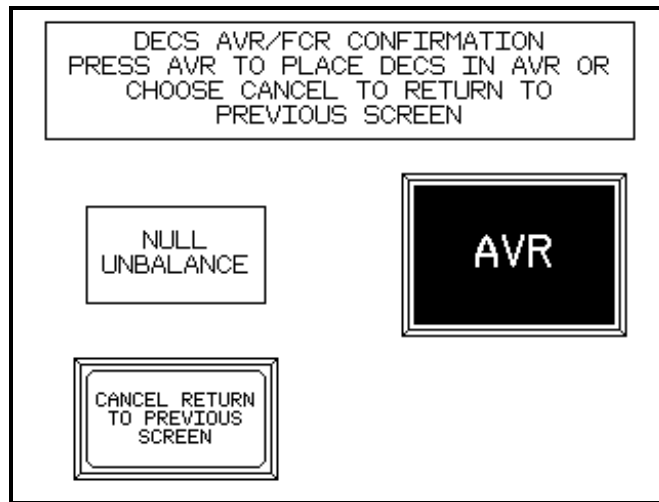 DECS AVR/FCR CONFIRMATION
PRESS AVR TO PLACE DECS IN AVR OR
CHOOSE CANCEL TO RETURN TO
PREVIOUS SCREEN
NULL
UNBALANCE
AVR
CANCEL RETURN
TO PREVIOUS
SCREEN